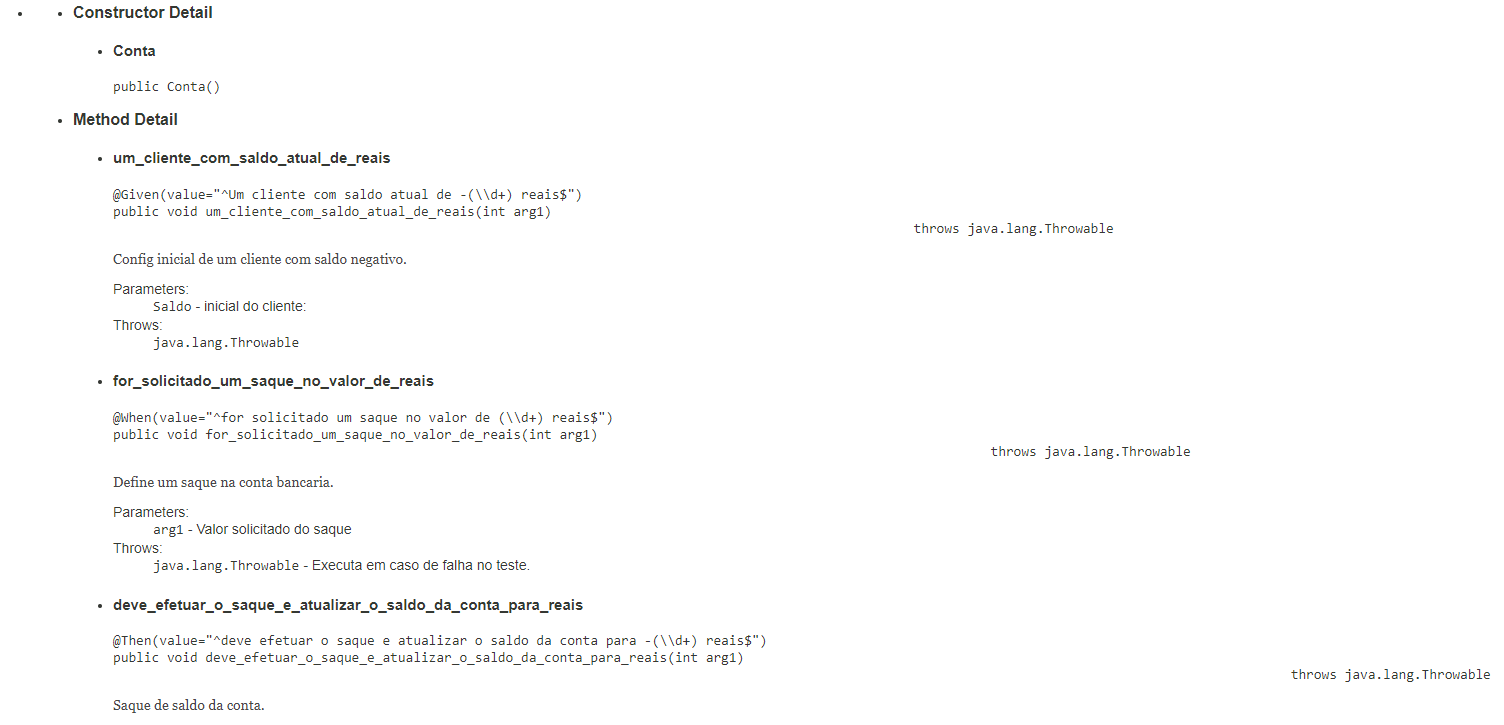 Constructor Detail
Conta
public Conta()
Method Detail
um_cliente_com_saldo_atual_de_reais
@Given(value="^Um cliente com saldo atual de -(\\d+) reais$")
public void um_cliente_com_saldo_atual_de_reais(int arg1)
throws java.lang.Throwable
Config inicial de um cliente com saldo negativo.
Parameters:
Saldo - inicial do cliente:
Throws:
java.lang.Throwable
for_solicitado_um_saque_no_valor_de_reais
@When(value="^for solicitado um saque no valor de (\\d+) reais$")
public void for_solicitado_um_saque_no_valor_de_reais(int arg1)
throws java.lang.Throwable
Define um saque na conta bancaria.
Parameters:
arg1 - Valor solicitado do saque
Throws:
java.lang.Throwable - Executa em caso de falha no teste.
deve_efetuar_o_saque_e_atualizar_o_saldo_da_conta_para_reais
@Then(value="^deve efetuar o saque e atualizar o saldo da conta para -(\\d+) reais$")
public void deve_efetuar_o_saque_e_atualizar_o_saldo_da_conta_para_reais(int arg1)
throws java.lang.Throwable
Saque de saldo da conta.